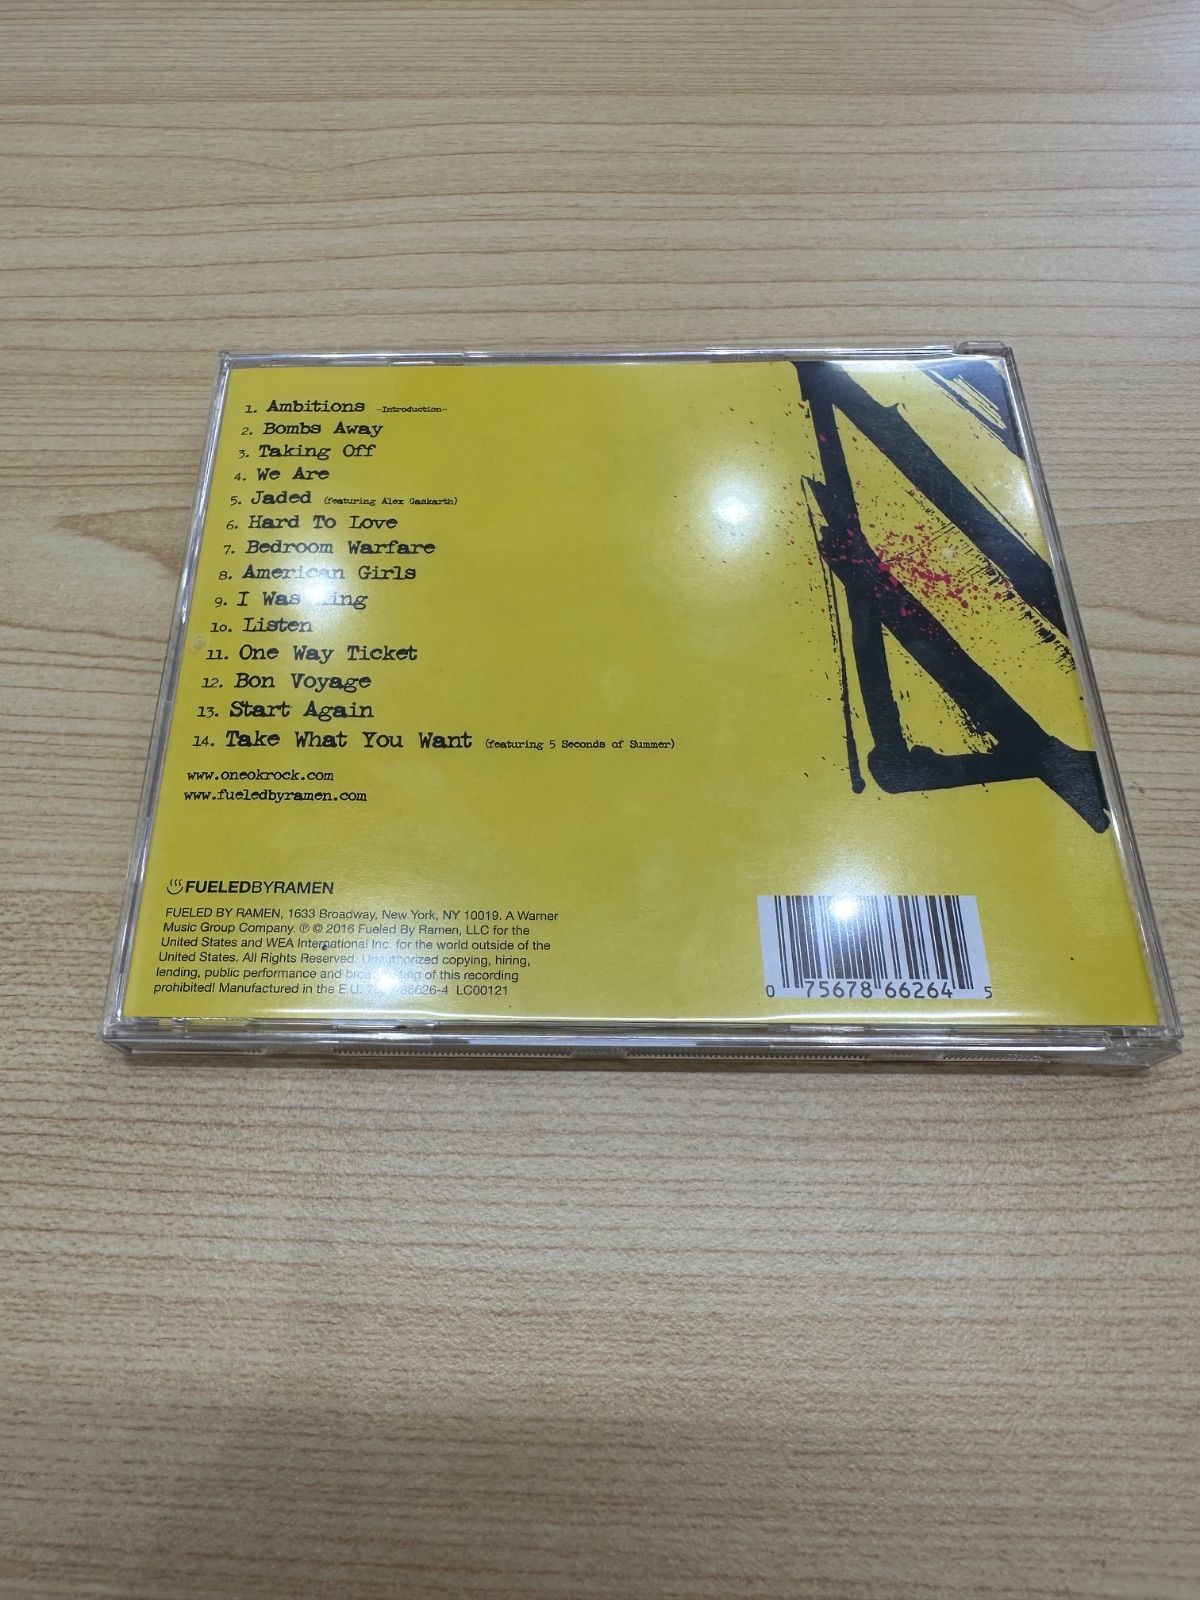 1. Ambitions -Introduction-
2. Bombs Away
3. Taking Off
4. We Are
5. Jaded (featuring Alex Gaskarth)
6. Hard To Love
7. Bedroom Warfare
8. American Girls
9. I Was King
10. Listen
11. One Way Ticket
12. Bon Voyage
13. Start Again
14. Take What You Want (featuring 5 Seconds of Summer)
www.oneokrock.com
www.fueledbyramen.com
FUELEDBYRAMEN
FUELED BY RAMEN, 1633 Broadway, New York, NY 10019. A Warner
Music Group Company. ℗ © 2016 Fueled By Ramen, LLC for the
United States and WEA International Inc. for the world outside of the
United States. All Rights Reserved. Unauthorized copying, hiring,
lending, public performance and broadcasting of this recording
prohibited! Manufactured in the E.U. LC00121
0 75678 66264 5